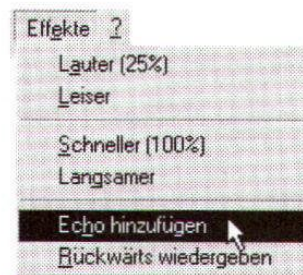 Effekte ?
Lauter (25%)
Leiser
Schneller (100%)
Langsamer
Echo hinzufügen
Rückwärts wiedergeben